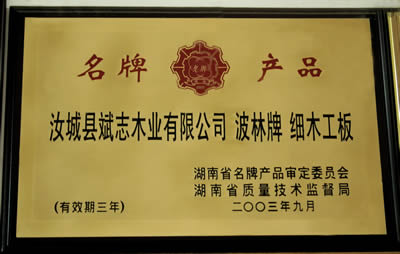 名牌 产品
汝城县斌志木业有限公司 波林牌 细木工板
湖南省名牌产品审定委员会
湖南省质量技术监督局
(有效期三年) 二〇〇三年九月